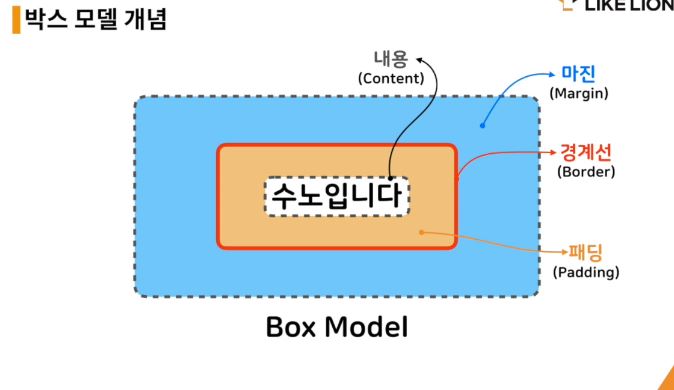 박스 모델 개념
LIKE LION
내용
(Content)
마진
(Margin)
경계선
(Border)
수노입니다
패딩
(Padding)
Box Model